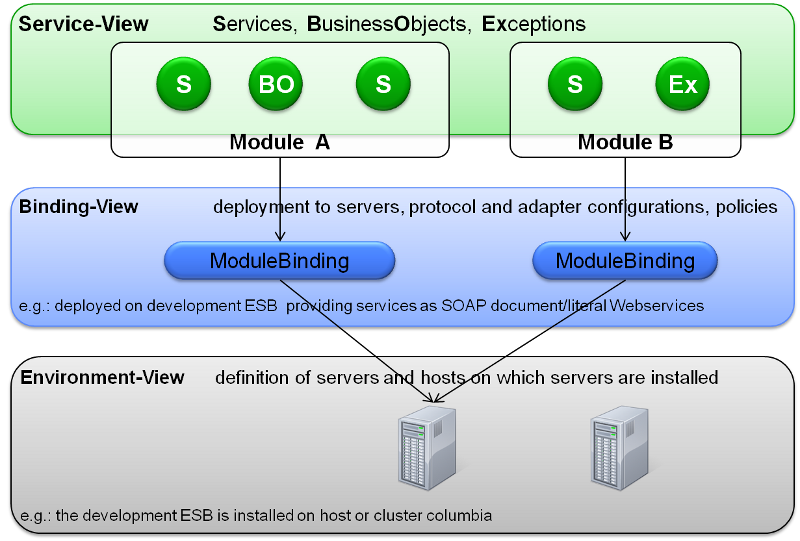 Service-View Services, BusinessObjects, Exceptions
S BO S S Ex
Module A Module B
Binding-View deployment to servers, protocol and adapter configurations, policies
ModuleBinding ModuleBinding
e.g.: deployed on development ESB providing services as SOAP document/literal Webservices
Environment-View definition of servers and hosts on which servers are installed
e.g.: the development ESB is installed on host or cluster columbia